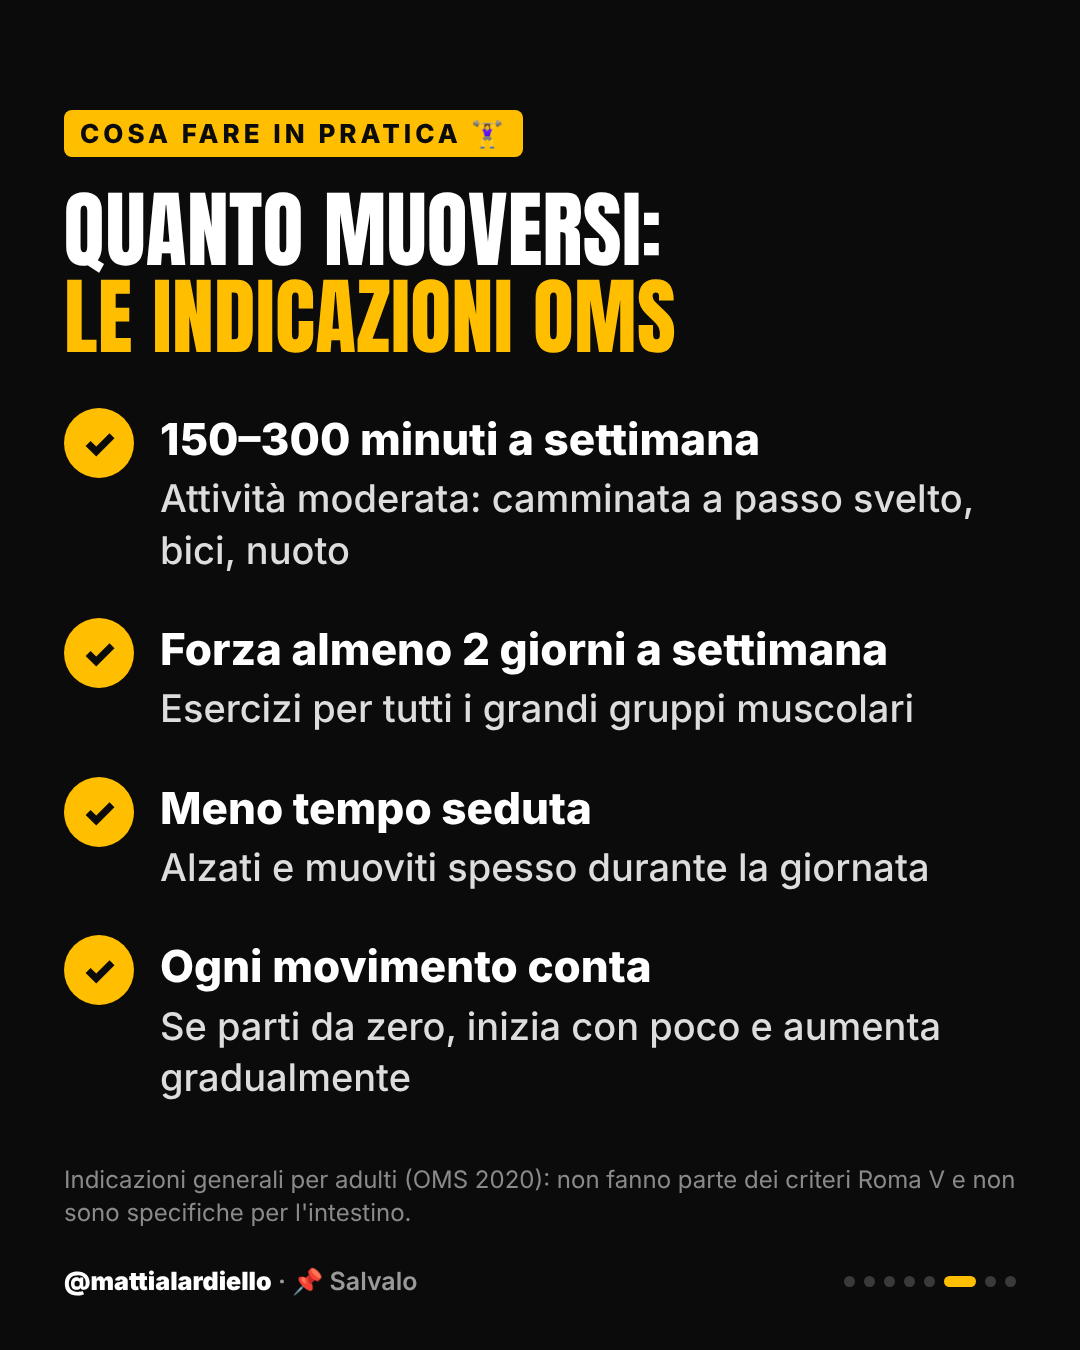 COSA FARE IN PRATICA 🏋️‍♀️
QUANTO MUOVERSI:
LE INDICAZIONI OMS
150–300 minuti a settimana
Attività moderata: camminata a passo svelto,
bici, nuoto
Forza almeno 2 giorni a settimana
Esercizi per tutti i grandi gruppi muscolari
Meno tempo seduta
Alzati e muoviti spesso durante la giornata
Ogni movimento conta
Se parti da zero, inizia con poco e aumenta
gradualmente
Indicazioni generali per adulti (OMS 2020): non fanno parte dei criteri Roma V e non
sono specifiche per l'intestino.
@mattialardiello · 📌 Salvalo